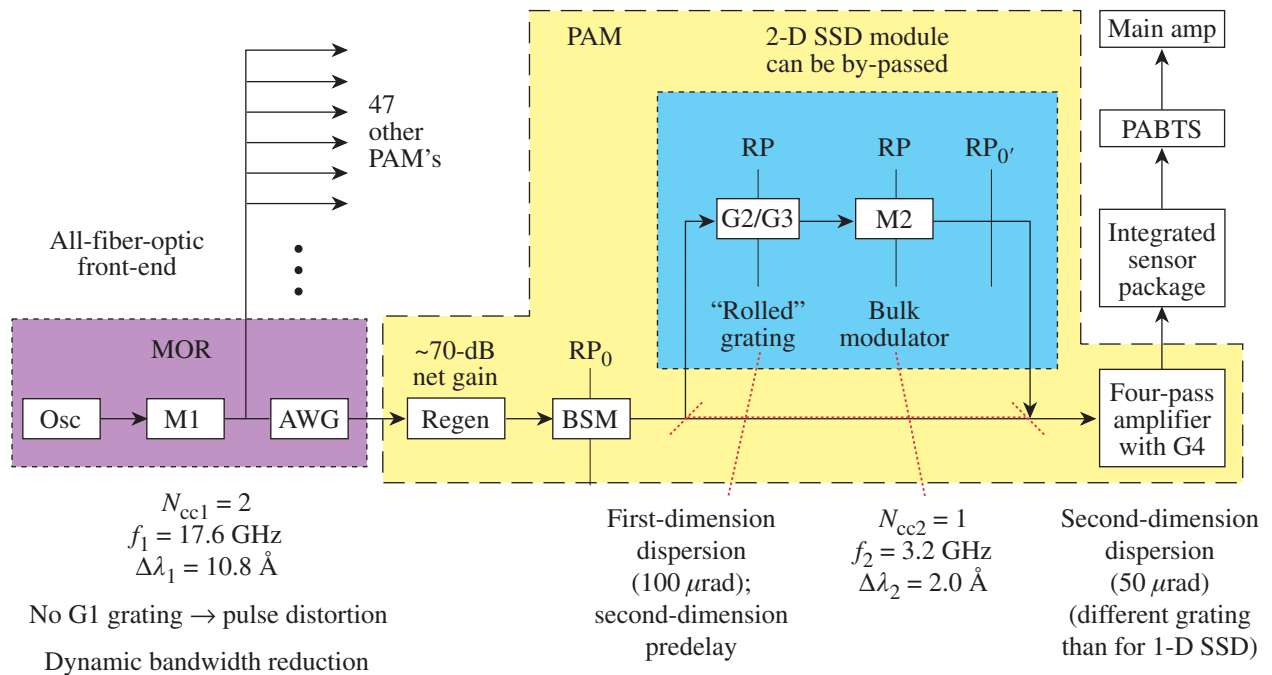 PAM
2-D SSD module
can be by-passed
Main amp
47
other
PAM's
PABTS
RP
RP
RP0′
G2/G3
M2
Integrated
sensor
package
All-fiber-optic
front-end
“Rolled”
grating
Bulk
modulator
MOR
~70-dB
net gain
RP0
Osc
M1
AWG
Regen
BSM
Four-pass
amplifier
with G4
Ncc1 = 2
f1 = 17.6 GHz
Δλ1 = 10.8 Å
No G1 grating → pulse distortion
Dynamic bandwidth reduction
First-dimension
dispersion
(100 μrad);
second-dimension
predelay
Ncc2 = 1
f2 = 3.2 GHz
Δλ2 = 2.0 Å
Second-dimension
dispersion
(50 μrad)
(different grating
than for 1-D SSD)